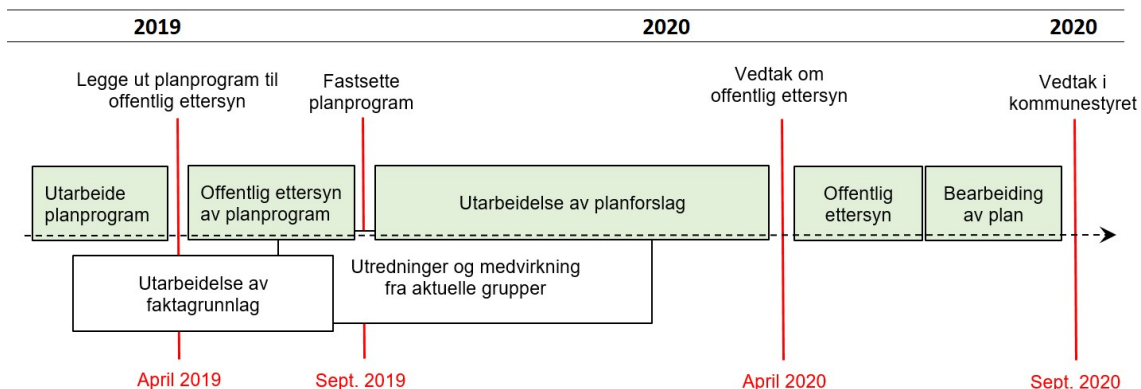 2019
2020
2020
Legge ut planprogram til
offentlig ettersyn
Fastsette
planprogram
Vedtak om
offentlig ettersyn
Vedtak i
kommunestyret
Utarbeide
planprogram
Offentlig ettersyn
av planprogram
Utarbeidelse av planforslag
Offentlig
ettersyn
Bearbeiding
av plan
Utarbeidelse av
faktagrunnlag
Utredninger og medvirkning
fra aktuelle grupper
April 2019
Sept. 2019
April 2020
Sept. 2020